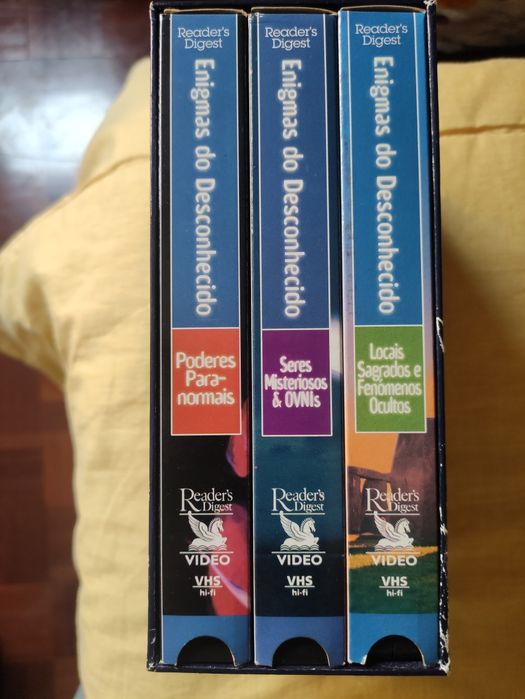 Reader's
Digest
Enigmas do Desconhecido
Poderes
Para-
normais
Reader's
Digest
VIDEO
VHS
hi-fi
Reader's
Digest
Enigmas do Desconhecido
Seres
Misteriosos
& OVNIs
Reader's
Digest
VIDEO
VHS
hi-fi
Reader's
Digest
Enigmas do Desconhecido
Locais
Sagrados e
Fenómenos
Ocultos
Reader's
Digest
VIDEO
VHS
hi-fi